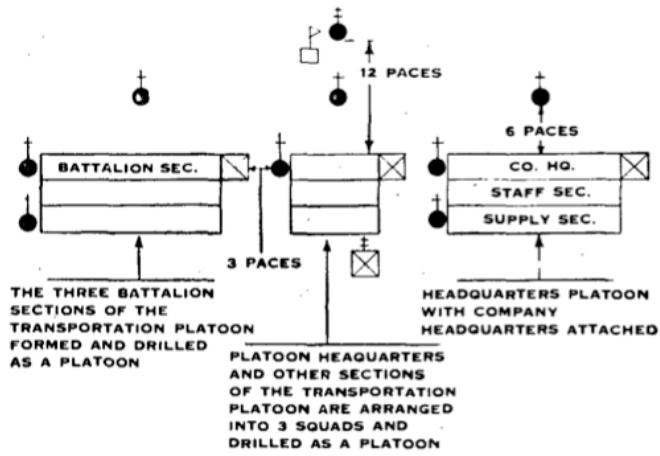 12 PACES
6 PACES
BATTALION SEC.
CO. HQ.
STAFF SEC.
SUPPLY SEC.
3 PACES
THE THREE BATTALION
SECTIONS OF THE
TRANSPORTATION PLATOON
FORMED AND DRILLED
AS A PLATOON
PLATOON HEAQUARTERS
AND OTHER SECTIONS
OF THE TRANSPORTATION
PLATOON ARE ARRANGED
INTO 3 SQUADS AND
DRILLED AS A PLATOON
HEADQUARTERS PLATOON
WITH COMPANY
HEADQUARTERS ATTACHED